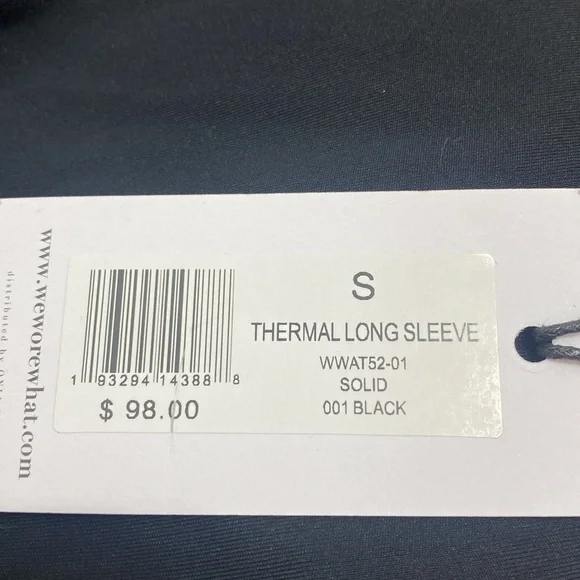 www.weworewhat.com
distributed by
S
THERMAL LONG SLEEVE
WWAT52-01
SOLID
001 BLACK
1 93294 14388 8
$ 98.00